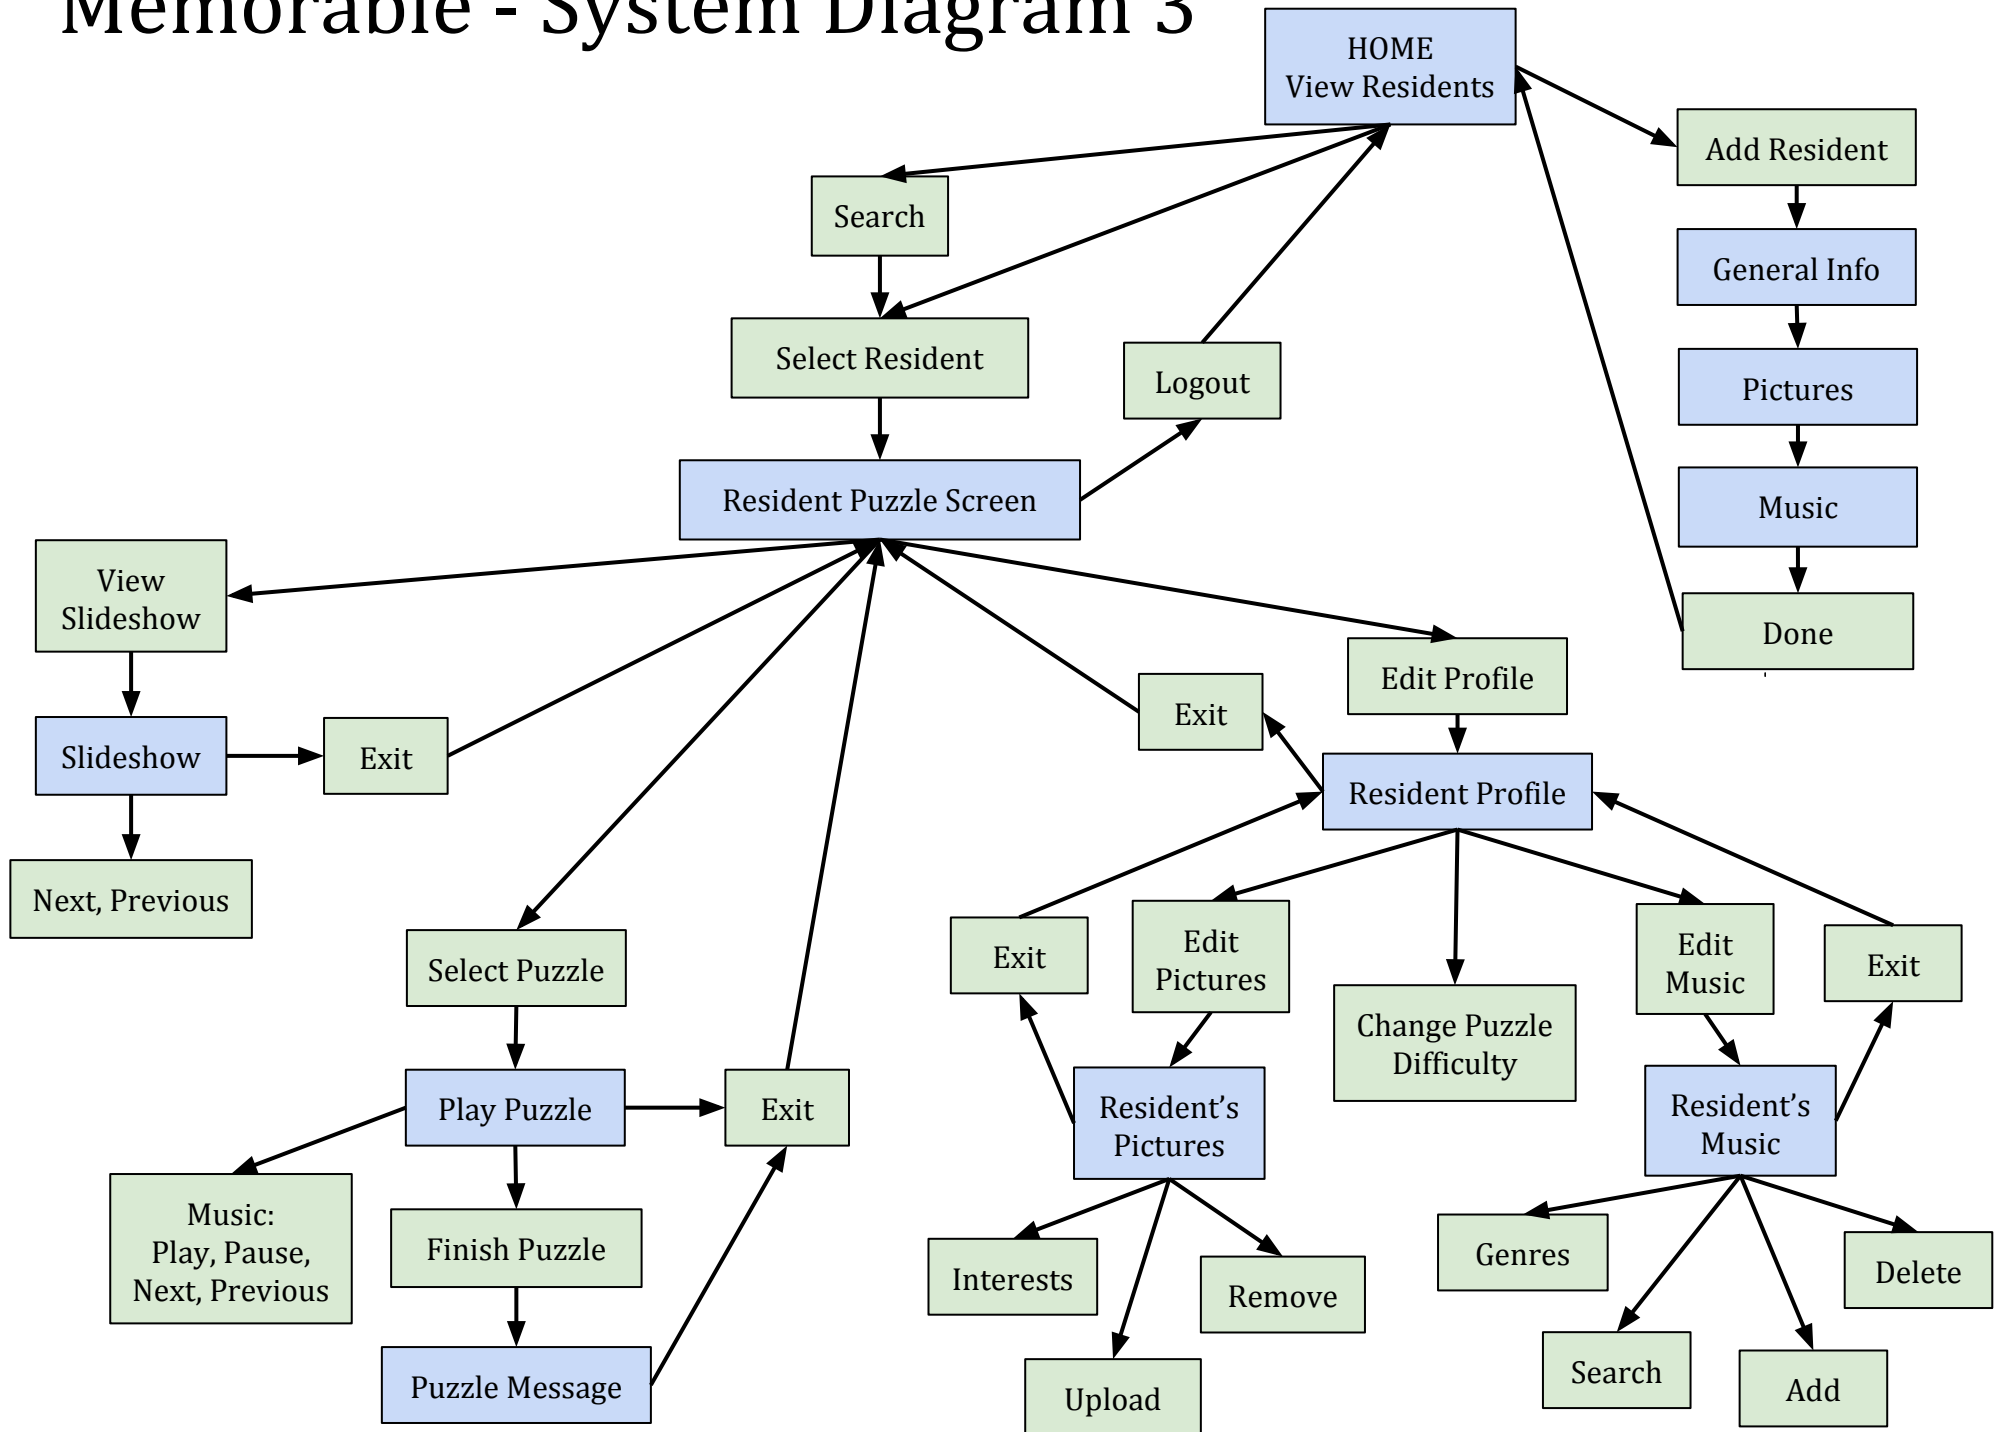 Memorable - System Diagram 3
HOME
View Residents
Add Resident
Search
General Info
Select Resident
Logout
Pictures
Resident Puzzle Screen
Music
View
Slideshow
Done
Edit Profile
Exit
Slideshow
Exit
Resident Profile
Next, Previous
Select Puzzle
Exit
Edit
Pictures
Change Puzzle
Difficulty
Edit
Music
Exit
Play Puzzle
Exit
Resident’s
Pictures
Resident’s
Music
Music:
Play, Pause,
Next, Previous
Finish Puzzle
Interests
Remove
Genres
Delete
Puzzle Message
Upload
Search
Add